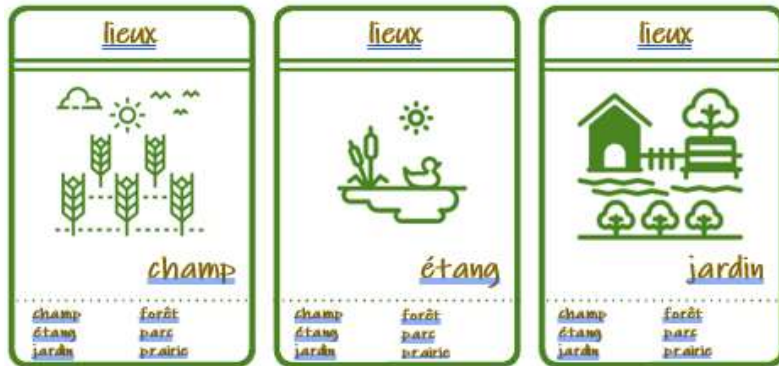 lieux
champ
champ forêt
étang parc
jardin prairie
lieux
étang
champ forêt
étang parc
jardin prairie
lieux
jardin
champ forêt
étang parc
jardin prairie